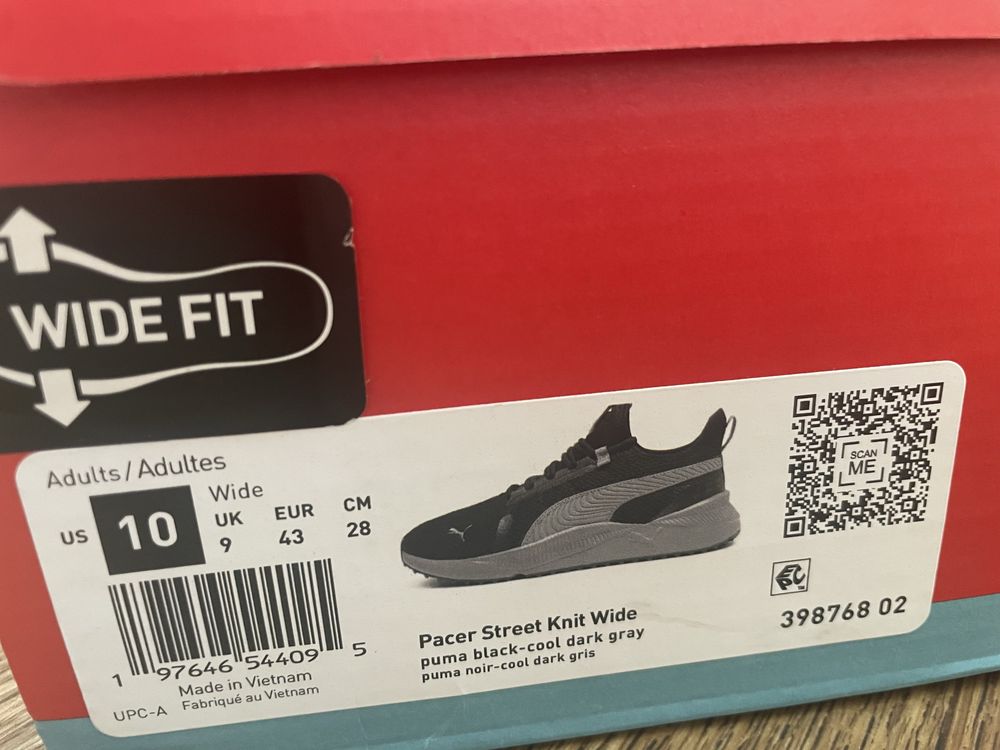 WIDE FIT
Adults/Adultes
US 10 Wide
UK EUR CM
9 43 28
SCAN
ME
1 97646 54409 5
Made in Vietnam
UPC-A Fabriqué au Vietnam
Pacer Street Knit Wide
puma black-cool dark gray
puma noir-cool dark gris
EPC™
398768 02